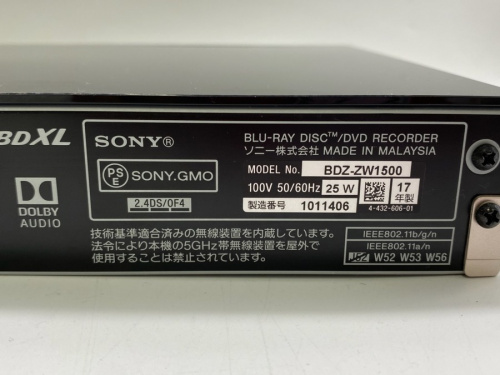 BDXL
SONY®
BLU-RAY DISC™/DVD RECORDER
ソニー株式会社 MADE IN MALAYSIA
MODEL No. BDZ-ZW1500
PSE SONY.GMO
100V 50/60Hz 25 W
17年製
2.4DS/OF4
製造番号 1011406
4-432-606-01
DOLBY
AUDIO
技術基準適合済みの無線装置を内蔵しています。
法令により本機の5GHz帯無線装置を屋外で
使用することは禁止されています。
IEEE802.11b/g/n
IEEE802.11a/n
W52 W53 W56